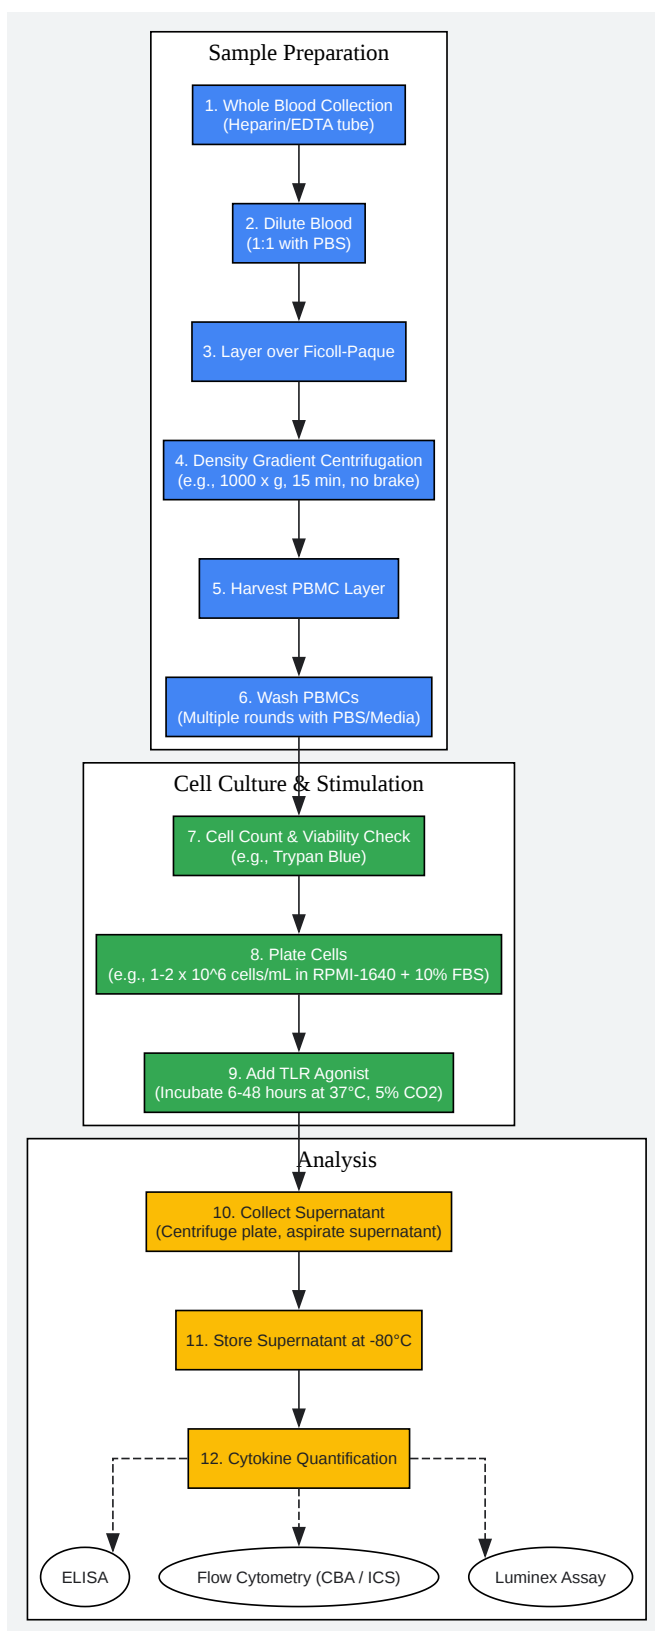 Sample Preparation
1. Whole Blood Collection
(Heparin/EDTA tube)
2. Dilute Blood
(1:1 with PBS)
3. Layer over Ficoll-Paque
4. Density Gradient Centrifugation
(e.g., 1000 x g, 15 min, no brake)
5. Harvest PBMC Layer
6. Wash PBMCs
(Multiple rounds with PBS/Media)
Cell Culture & Stimulation
7. Cell Count & Viability Check
(e.g., Trypan Blue)
8. Plate Cells
(e.g., 1-2 x 10^6 cells/mL in RPMI-1640 + 10% FBS)
9. Add TLR Agonist
(Incubate 6-48 hours at 37°C, 5% CO2)
Analysis
10. Collect Supernatant
(Centrifuge plate, aspirate supernatant)
11. Store Supernatant at -80°C
12. Cytokine Quantification
ELISA
Flow Cytometry (CBA / ICS)
Luminex Assay